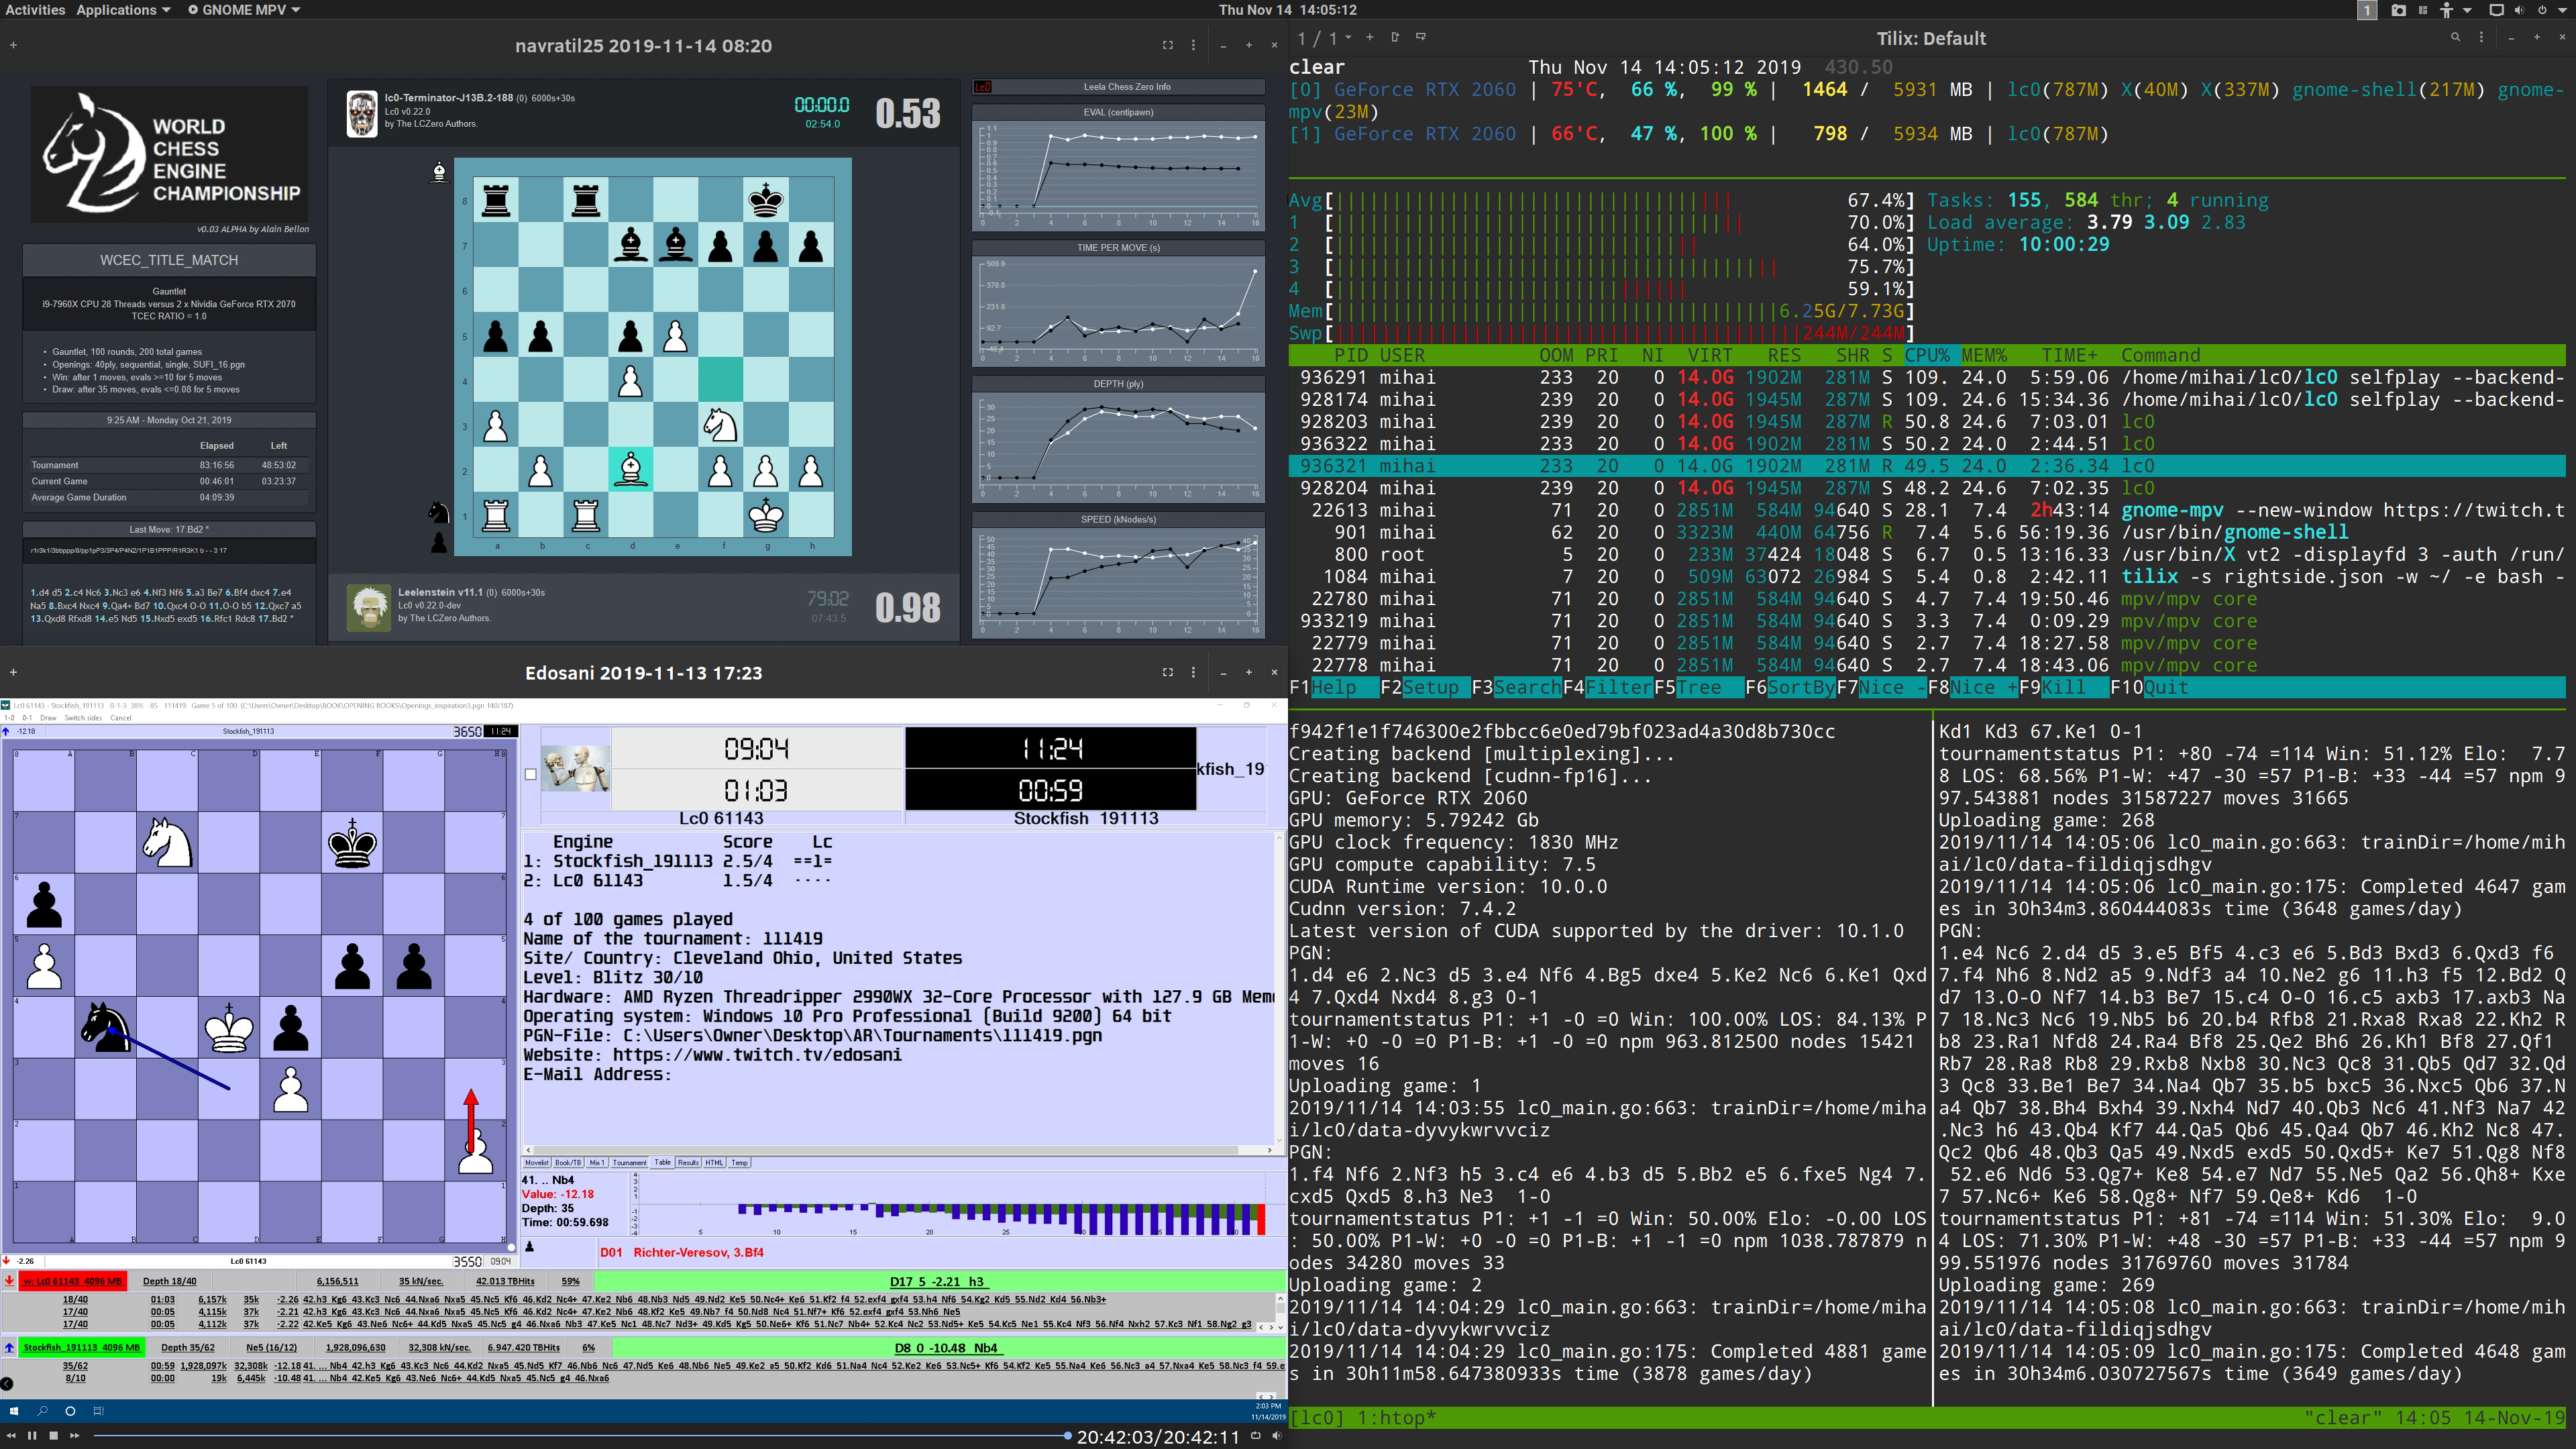 Activities Applications GNOME MPV
Thu Nov 14 14:05:12
1
navratil25 2019-11-14 08:20
WORLD
CHESS
ENGINE
CHAMPIONSHIP
v0.03 ALPHA by Alain Bellon
WCEC_TITLE_MATCH
Gauntlet
i9-7960X CPU 28 Threads versus 2 x Nividia GeForce RTX 2070
TCEC RATIO = 1.0
• Gauntlet, 100 rounds, 200 total games
• Openings: 40ply, sequential, single, SUFI_16.pgn
• Win: after 1 moves, evals >=10 for 5 moves
• Draw: after 35 moves, evals <=0.08 for 5 moves
9:25 AM - Monday Oct 21, 2019
Elapsed Left
Tournament 83:16:56 48:53:02
Current Game 00:46:01 03:23:37
Average Game Duration 04:09:39
Last Move: 17.Bd2 *
r1r3k1/3bbppp/8/pp1pP3/3P4/P4N2/1P1B1PPP/R1R3K1 b - - 3 17
1.d4 d5 2.c4 Nc6 3.Nc3 e6 4.Nf3 Nf6 5.a3 Be7 6.Bf4 dxc4 7.e4
Na5 8.Bxc4 Nxc4 9.Qa4+ Bd7 10.Qxc4 O-O 11.O-O b5 12.Qxc7 a5
13.Qxd8 Rfxd8 14.e5 Nd5 15.Nxd5 exd5 16.Rfc1 Rdc8 17.Bd2 *
lc0-Terminator-J13B.2-188 (0) 6000s+30s
Lc0 v0.22.0
by The LCZero Authors.
00:00.0
02:54.0
0.53
8
7
6
5
4
3
2
1
a b c d e f g h
Leelenstein v11.1 (0) 6000s+30s
Lc0 v0.22.0-dev
by The LCZero Authors.
79:02
07:43.5
0.98
Lc0
Leela Chess Zero Info
EVAL (centipawn)
TIME PER MOVE (s)
509.9
370.8
231.8
92.7
DEPTH (ply)
SPEED (kNodes/s)
Edosani 2019-11-13 17:23
Lc0 61143 - Stockfish_191113 0-1-3 38% -85 111419: Game 5 of 100 (C:\Users\Owner\Desktop\BOOK\OPENING BOOKS\Openings_inspiration3.pgn 140/187)
1-0 0-1 Draw Switch sides Cancel
-12.18 Stockfish_191113 3650 11:24
-2.26 Lc0 61143 3550 09:04
09:04
01:03
Lc0 61143
11:24
00:59
kfish_19
Stockfish_191113
Engine Score Lc
1: Stockfish_191113 2.5/4 ==1=
2: Lc0 61143 1.5/4 ····
4 of 100 games played
Name of the tournament: 111419
Site/ Country: Cleveland Ohio, United States
Level: Blitz 30/10
Hardware: AMD Ryzen Threadripper 2990WX 32-Core Processor with 127.9 GB Mem
Operating system: Windows 10 Pro Professional (Build 9200) 64 bit
PGN-File: C:\Users\Owner\Desktop\AR\Tournaments\111419.pgn
Website: https://www.twitch.tv/edosani
E-Mail Address:
Movelist Book/TB Mix 1 Tournament Table Results HTML Temp
41. .. Nb4
Value: -12.18
Depth: 35
Time: 00:59.698
D01 Richter-Veresov, 3.Bf4
w: Lc0 61143 4096 MB Depth 18/40 6,156,511 35 kN/sec. 42.013 TBHits 59% D17 5 -2.21 h3
18/40 01:03 6,157k 35k -2.26 42.h3 Kg6 43.Kc3 Nc6 44.Nxa6 Nxa5 45.Nc5 Kf6 46.Kd2 Nc4+ 47.Ke2 Nb6 48.Nb3 Nd5 49.Nd2 Ke5 50.Nc4+ Ke6 51.Kf2 f4 52.exf4 gxf4 53.h4 Nf6 54.Kg2 Kd5 55.Nd2 Kd4 56.Nb3+
17/40 00:05 4,115k 37k -2.21 42.h3 Kg6 43.Kc3 Nc6 44.Nxa6 Nxa5 45.Nc5 Kf6 46.Kd2 Nc4+ 47.Ke2 Nb6 48.Kf2 Ke5 49.Nb7 f4 50.Nd8 Nc4 51.Nf7+ Kf6 52.exf4 gxf4 53.Nh6 Ne5
17/40 00:05 4,112k 37k -2.22 42.Ke5 Kg6 43.Ne6 Nc6+ 44.Kd5 Nxa5 45.Nc5 g4 46.Nxa6 Nb3 47.Ke5 Nc1 48.Nc7 Nd3+ 49.Kd5 Kg5 50.Ne6+ Kf6 51.Nc7 Nb4+ 52.Kc4 Nc2 53.Nd5+ Ke5 54.Kc5 Ne1 55.Kc4 Nf3 56.Nf4 Nxh2 57.Kc3 Nf1 58.Ng2 g3
Stockfish_191113 4096 MB Depth 35/62 Ne5 (16/12) 1,928,096,630 32,308 kN/sec. 6.947.420 TBHits 6% D8 0 -10.48 Nb4
35/62 00:59 1,928,097k 32,308k -12.18 41. ... Nb4 42.h3 Kg6 43.Kc3 Nc6 44.Kd2 Nxa5 45.Nd5 Kf7 46.Nb6 Nc6 47.Nd5 Ke6 48.Nb6 Ne5 49.Ke2 a5 50.Kf2 Kd6 51.Na4 Nc4 52.Ke2 Ke6 53.Nc5+ Kf6 54.Kf2 Ke5 55.Na4 Ke6 56.Nc3 a4 57.Nxa4 Ke5 58.Nc3 f4 59.e
8/10 00:00 19k 6,445k -10.48 41. ... Nb4 42.Ke5 Kg6 43.Ne6 Nc6+ 44.Kd5 Nxa5 45.Nc5 g4 46.Nxa6
2:03 PM
11/14/2019
20:42:03/20:42:11
1 / 1
Tilix: Default
clear Thu Nov 14 14:05:12 2019 430.50
[0] GeForce RTX 2060 | 75'C, 66 %, 99 % | 1464 / 5931 MB | lc0(787M) X(40M) X(337M) gnome-shell(217M) gnome-
mpv(23M)
[1] GeForce RTX 2060 | 66'C, 47 %, 100 % | 798 / 5934 MB | lc0(787M)
Avg[ 67.4%] Tasks: 155, 584 thr; 4 running
1 [ 70.0%] Load average: 3.79 3.09 2.83
2 [ 64.0%] Uptime: 10:00:29
3 [ 75.7%]
4 [ 59.1%]
Mem[ 6.25G/7.73G]
Swp[ 244M/244M]
PID USER OOM PRI NI VIRT RES SHR S CPU% MEM% TIME+ Command
936291 mihai 233 20 0 14.0G 1902M 281M S 109. 24.0 5:59.06 /home/mihai/lc0/lc0 selfplay --backend-
928174 mihai 239 20 0 14.0G 1945M 287M S 109. 24.6 15:34.36 /home/mihai/lc0/lc0 selfplay --backend-
928203 mihai 239 20 0 14.0G 1945M 287M R 50.8 24.6 7:03.01 lc0
936322 mihai 233 20 0 14.0G 1902M 281M S 50.2 24.0 2:44.51 lc0
936321 mihai 233 20 0 14.0G 1902M 281M R 49.5 24.0 2:36.34 lc0
928204 mihai 239 20 0 14.0G 1945M 287M S 48.2 24.6 7:02.35 lc0
22613 mihai 71 20 0 2851M 584M 94640 S 28.1 7.4 2h43:14 gnome-mpv --new-window https://twitch.t
901 mihai 62 20 0 3323M 440M 64756 R 7.4 5.6 56:19.36 /usr/bin/gnome-shell
800 root 5 20 0 233M 37424 18048 S 6.7 0.5 13:16.33 /usr/bin/X vt2 -displayfd 3 -auth /run/
1084 mihai 7 20 0 509M 63072 26984 S 5.4 0.8 2:42.11 tilix -s rightside.json -w ~/ -e bash -
22780 mihai 71 20 0 2851M 584M 94640 S 4.7 7.4 19:50.46 mpv/mpv core
933219 mihai 71 20 0 2851M 584M 94640 S 3.3 7.4 0:09.29 mpv/mpv core
22779 mihai 71 20 0 2851M 584M 94640 S 2.7 7.4 18:27.58 mpv/mpv core
22778 mihai 71 20 0 2851M 584M 94640 S 2.7 7.4 18:43.06 mpv/mpv core
F1Help F2Setup F3SearchF4FilterF5Tree F6SortByF7Nice -F8Nice +F9Kill F10Quit
f942f1e1f746300e2fbbcc6e0ed79bf023ad4a30d8b730cc
Creating backend [multiplexing]...
Creating backend [cudnn-fp16]...
GPU: GeForce RTX 2060
GPU memory: 5.79242 Gb
GPU clock frequency: 1830 MHz
GPU compute capability: 7.5
CUDA Runtime version: 10.0.0
Cudnn version: 7.4.2
Latest version of CUDA supported by the driver: 10.1.0
PGN:
1.d4 e6 2.Nc3 d5 3.e4 Nf6 4.Bg5 dxe4 5.Ke2 Nc6 6.Ke1 Qxd
4 7.Qxd4 Nxd4 8.g3 0-1
tournamentstatus P1: +1 -0 =0 Win: 100.00% LOS: 84.13% P
1-W: +0 -0 =0 P1-B: +1 -0 =0 npm 963.812500 nodes 15421
moves 16
Uploading game: 1
2019/11/14 14:03:55 lc0_main.go:663: trainDir=/home/miha
i/lc0/data-dyvykwrvvciz
PGN:
1.f4 Nf6 2.Nf3 h5 3.c4 e6 4.b3 d5 5.Bb2 e5 6.fxe5 Ng4 7.
cxd5 Qxd5 8.h3 Ne3 1-0
tournamentstatus P1: +1 -1 =0 Win: 50.00% Elo: -0.00 LOS
: 50.00% P1-W: +0 -0 =0 P1-B: +1 -1 =0 npm 1038.787879 n
odes 34280 moves 33
Uploading game: 2
2019/11/14 14:04:29 lc0_main.go:663: trainDir=/home/miha
i/lc0/data-dyvykwrvvciz
2019/11/14 14:04:29 lc0_main.go:175: Completed 4881 game
s in 30h11m58.647380933s time (3878 games/day)
Kd1 Kd3 67.Ke1 0-1
tournamentstatus P1: +80 -74 =114 Win: 51.12% Elo: 7.7
8 LOS: 68.56% P1-W: +47 -30 =57 P1-B: +33 -44 =57 npm 9
97.543881 nodes 31587227 moves 31665
Uploading game: 268
2019/11/14 14:05:06 lc0_main.go:663: trainDir=/home/mih
ai/lc0/data-fildiqjsdhgv
2019/11/14 14:05:06 lc0_main.go:175: Completed 4647 gam
es in 30h34m3.860444083s time (3648 games/day)
PGN:
1.e4 Nc6 2.d4 d5 3.e5 Bf5 4.c3 e6 5.Bd3 Bxd3 6.Qxd3 f6
7.f4 Nh6 8.Nd2 a5 9.Ndf3 a4 10.Ne2 g6 11.h3 f5 12.Bd2 Q
d7 13.O-O Nf7 14.b3 Be7 15.c4 O-O 16.c5 axb3 17.axb3 Na
7 18.Nc3 Nc6 19.Nb5 b6 20.b4 Rfb8 21.Rxa8 Rxa8 22.Kh2 R
b8 23.Ra1 Nfd8 24.Ra4 Bf8 25.Qe2 Bh6 26.Kh1 Bf8 27.Qf1
Rb7 28.Ra8 Rb8 29.Rxb8 Nxb8 30.Nc3 Qc8 31.Qb5 Qd7 32.Qd
3 Qc8 33.Be1 Be7 34.Na4 Qb7 35.b5 bxc5 36.Nxc5 Qb6 37.N
a4 Qb7 38.Bh4 Bxh4 39.Nxh4 Nd7 40.Qb3 Nc6 41.Nf3 Na7 42
.Nc3 h6 43.Qb4 Kf7 44.Qa5 Qb6 45.Qa4 Qb7 46.Kh2 Nc8 47.
Qc2 Qb6 48.Qb3 Qa5 49.Nxd5 exd5 50.Qxd5+ Ke7 51.Qg8 Nf8
52.e6 Nd6 53.Qg7+ Ke8 54.e7 Nd7 55.Ne5 Qa2 56.Qh8+ Kxe
7 57.Nc6+ Ke6 58.Qg8+ Nf7 59.Qe8+ Kd6 1-0
tournamentstatus P1: +81 -74 =114 Win: 51.30% Elo: 9.0
4 LOS: 71.30% P1-W: +48 -30 =57 P1-B: +33 -44 =57 npm 9
99.551976 nodes 31769760 moves 31784
Uploading game: 269
2019/11/14 14:05:08 lc0_main.go:663: trainDir=/home/mih
ai/lc0/data-fildiqjsdhgv
2019/11/14 14:05:09 lc0_main.go:175: Completed 4648 gam
es in 30h34m6.030727567s time (3649 games/day)
[lc0] 1:htop* "clear" 14:05 14-Nov-19